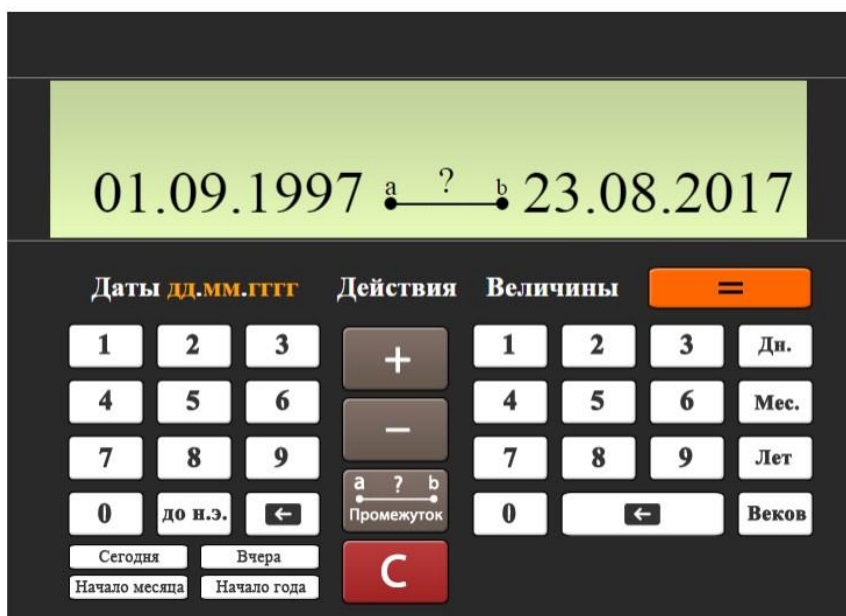 01.09.1997 a ? b 23.08.2017
Даты дд.мм.гггг Действия Величины =
1 2 3 + 1 2 3 Дн.
4 5 6 − 4 5 6 Мес.
7 8 9 a ? b 7 8 9 Лет
0 до н.э. ← Промежуток 0 ← Веков
Сегодня Вчера C
Начало месяца Начало года